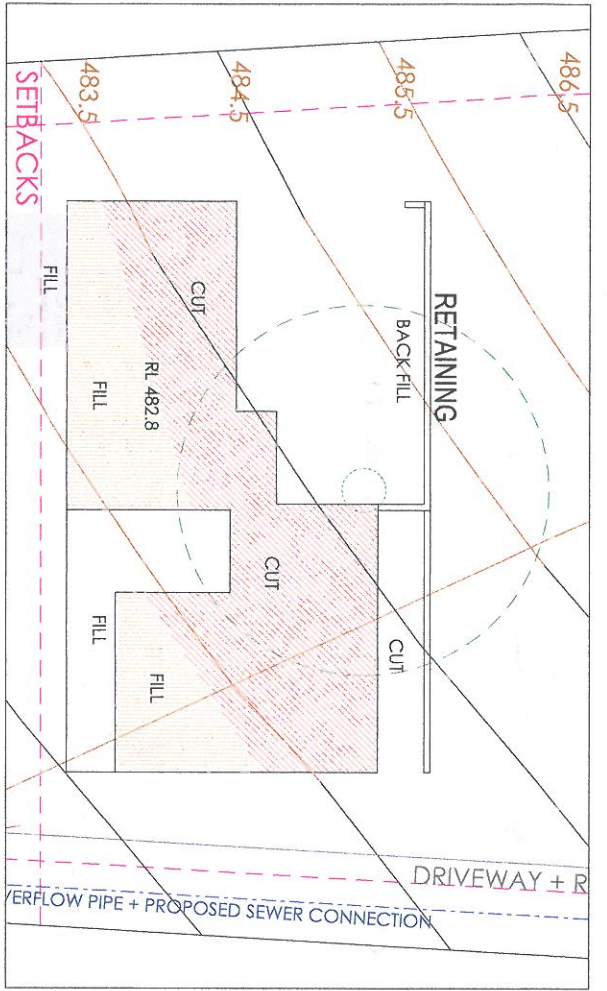 486.5
485.5
484.5
483.5
SETBACKS
RETAINING
BACK FILL
CUT
RL 482.8
FILL
FILL
CUT
CUT
FILL
FILL
DRIVEWAY + R
VERFLOW PIPE + PROPOSED SEWER CONNECTION